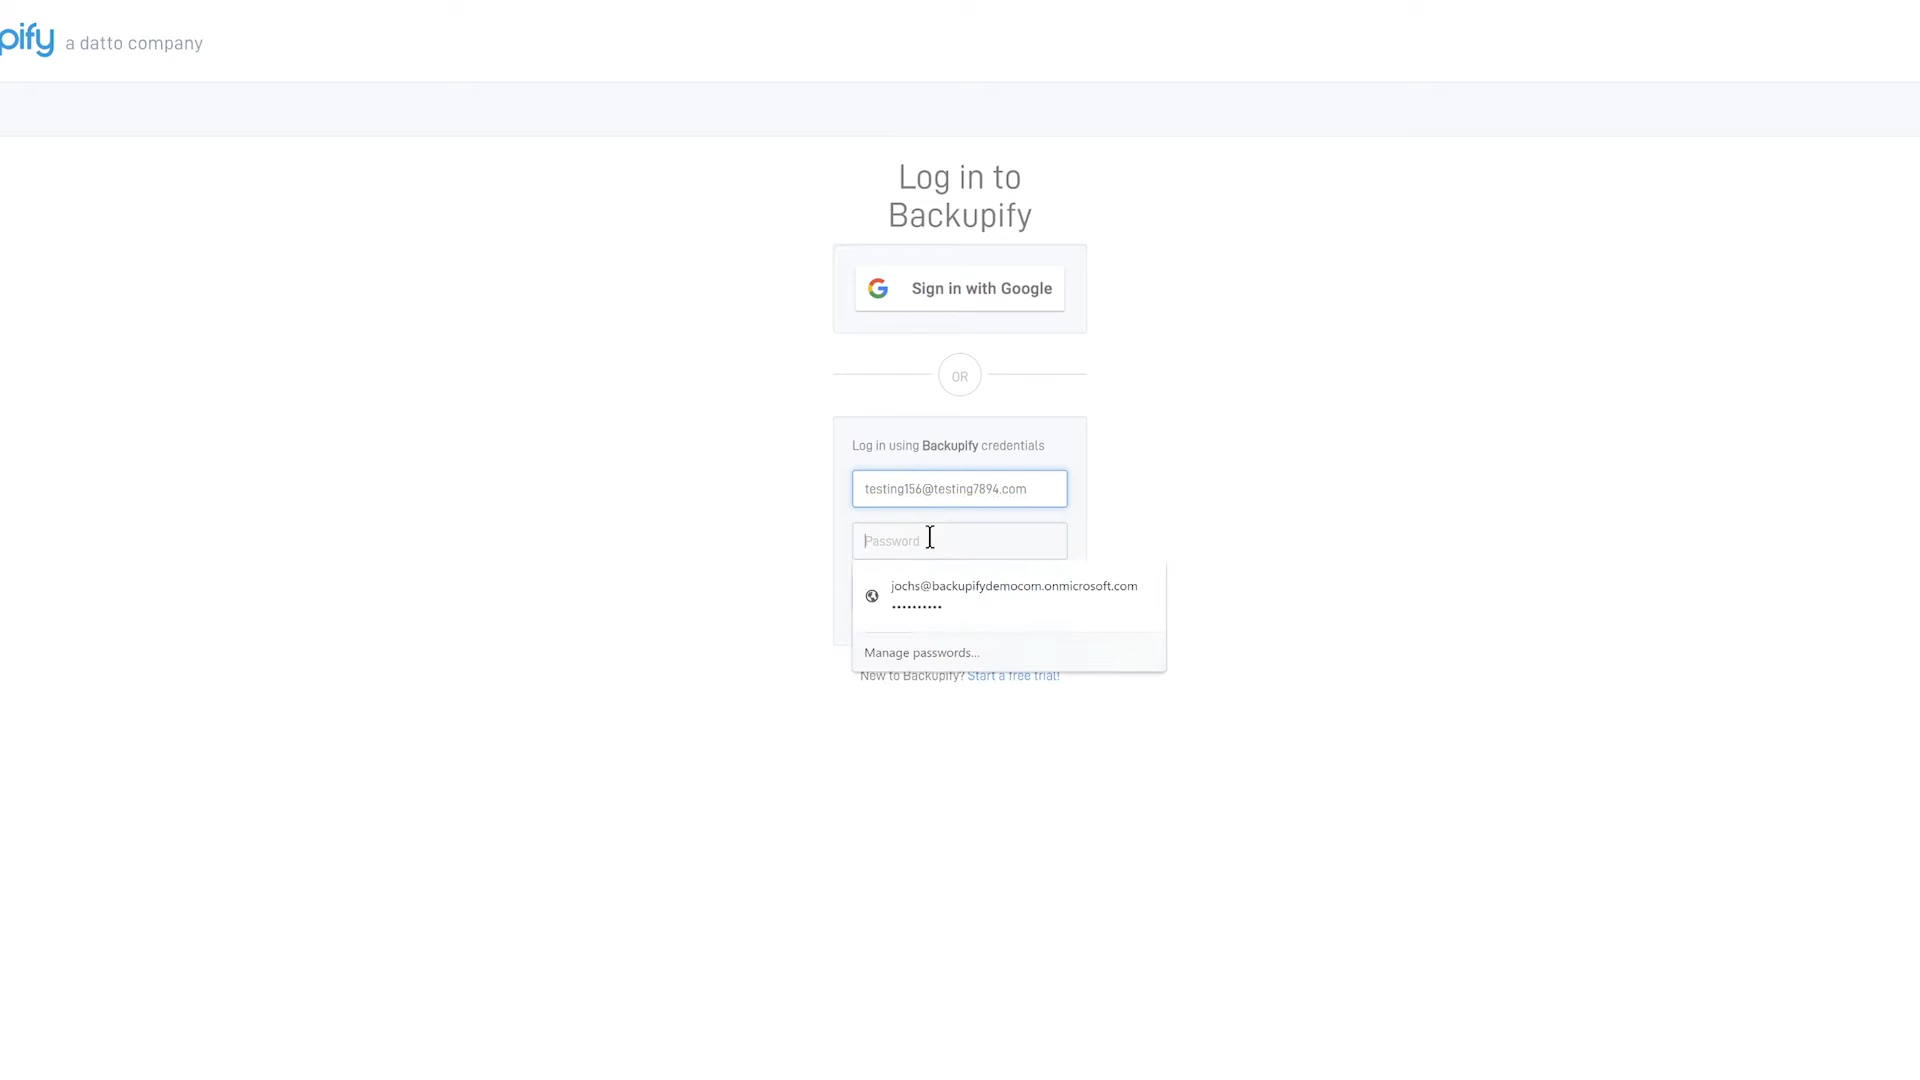 pify a datto company
Log in to
Backupify
Sign in with Google
OR
Log in using Backupify credentials
testing156@testing7894.com
Password
jochs@backupifydemocom.onmicrosoft.com
••••••••••
Manage passwords...
New to Backupify? Start a free trial!